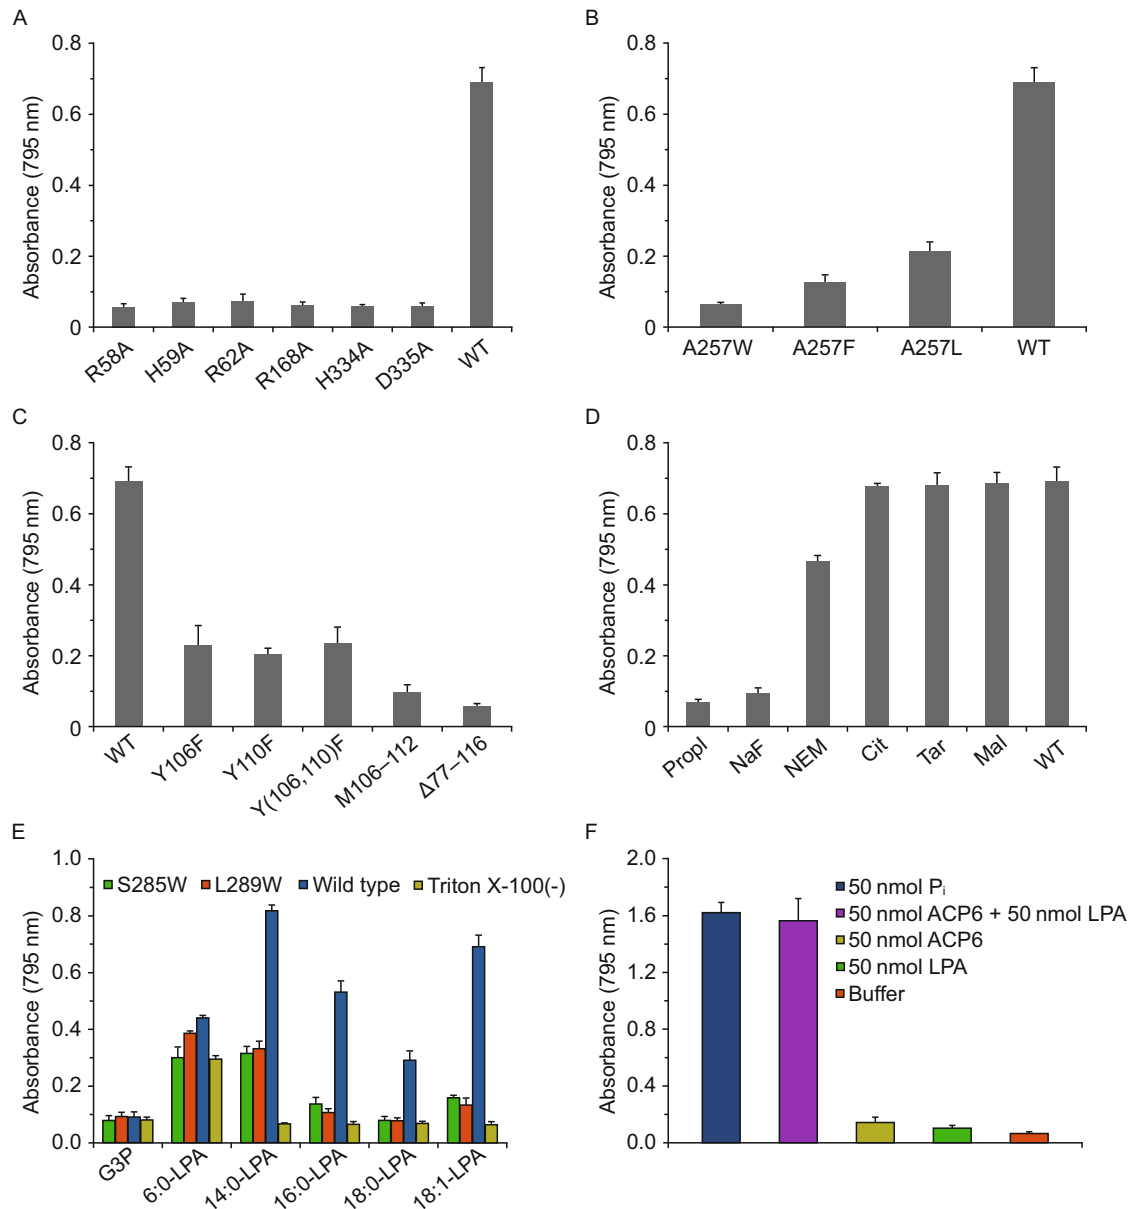 A
Absorbance (795 nm)
0.8
0.6
0.4
0.2
0
R58A H59A R62A R168A H334A D335A WT
B
Absorbance (795 nm)
0.8
0.6
0.4
0.2
0
A257W A257F A257L WT
C
Absorbance (795 nm)
0.8
0.6
0.4
0.2
0
WT Y106F Y110F Y(106,110)F M106–112 Δ77–116
D
Absorbance (795 nm)
0.8
0.6
0.4
0.2
0
Propl NaF NEM Cit Tar Mal WT
E
Absorbance (795 nm)
1.0
0.8
0.6
0.4
0.2
0.0
S285W L289W Wild type Triton X-100(-)
G3P 6:0-LPA 14:0-LPA 16:0-LPA 18:0-LPA 18:1-LPA
F
Absorbance (795 nm)
2.0
1.6
1.2
0.8
0.4
0.0
50 nmol Pi
50 nmol ACP6 + 50 nmol LPA
50 nmol ACP6
50 nmol LPA
Buffer